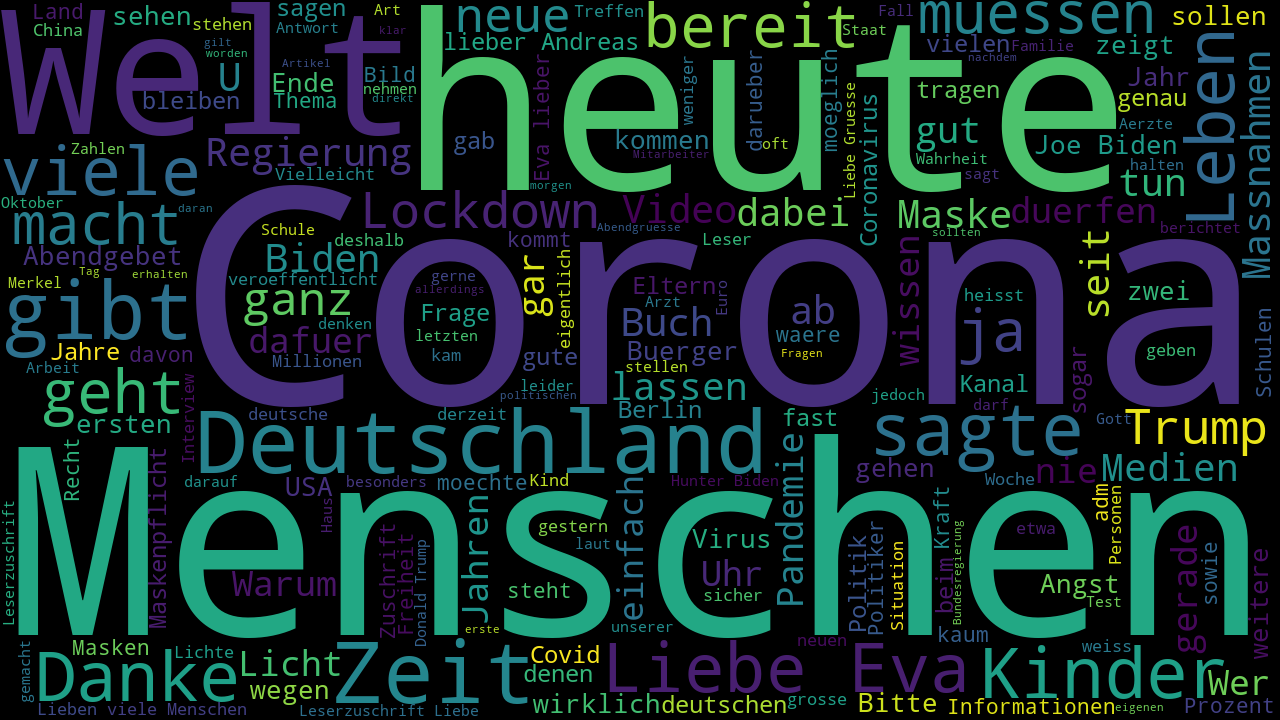 Land
China
sehen
stehen
sagen
Antwort
Art
klar
neue
Treffen
bereit
Staat
Fall
muessen
sollen
Welt
heute
gilt
worden
U
Artikel
Ende
Thema
Bild
nehmen
direkt
bleiben
lieber Andreas
vielen
Familie
nachdem
zeigt
Jahr
genau
tragen
Leben
Massnahmen
viele
Zahlen
Regierung
Vielleicht
gab
Eva lieber
kommen
Mitarbeiter
weniger
darueber
oft
moeglich
Liebe Gruesse
Coronavirus
gut
Wahrheit
sagt
Joe Biden
Aerzte
halten
tun
Oktober
macht
daran
morgen
Lockdown
Video
dabei
Maske
duerfen
berichtet
sollten
Abendgruesse
Leser
Abendgebet
Schule
deshalb
Biden
kommt
Merkel
Tag
erhalten
veroeffentlicht
gibt
Corona
ganz
gerne
allerdings
Frage
letzten
kam
denken
dafuer
Millionen
gar
eigentlich
gute
Eltern
Arzt
Euro
Buch
Buerger
stellen
ab
waere
Fragen
Wissen
heisst
ja
seit
zwei
geben
Schulen
Jahre
davon
Arbeit
geht
ersten
Interview
deutsche
leider
politischen
derzeit
lassen
Berlin
fast
jedoch
Kanal
darf
sogar
Gott
Trump
Deutschland
sagte
Menschen
Recht
Maskenpflicht
darauf
USA
besonders
moechte
Kind
Hunter Biden
Pandemie
gehen
Woche
nie
Medien
adm
Personen
Leserzuschrift
Haus
Warum
Zuschrift
Freiheit
Donald Trump
Jahren
steht
gestern
laut
einfach
Virus
Uhr
sicher
Politik
Politiker
Situation
beim
Kraft
Bundesregierung
etwa
Angst
Test
gerade
sowie
weitere
erste
unserer
neuen
kaum
weiss
gemacht
Masken
Lichte
Danke
Licht
wegen
Zeit
Covid
denen
Liebe
Eva
Kinder
Wer
Lieben viele Menschen
Leserzuschrift Liebe
wirklich
deutschen
grosse
Bitte
Informationen
eigenen
Prozent